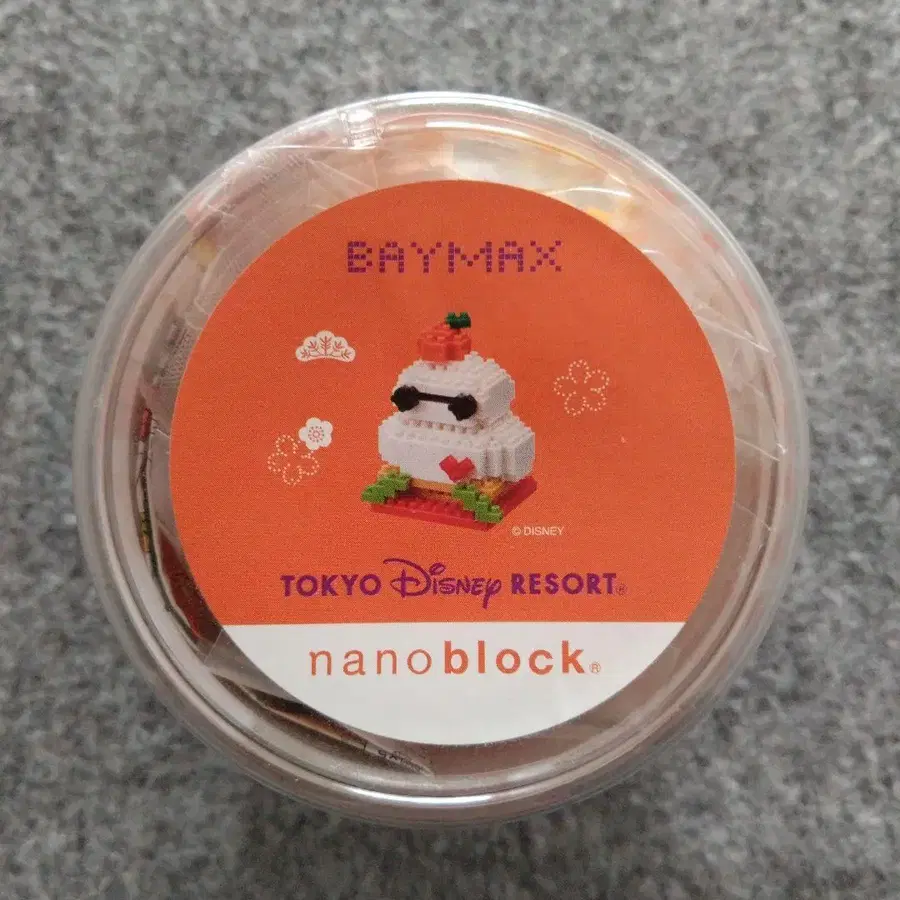 BAYMAX
© DISNEY
TOKYO Disney RESORT®
nanoblock®